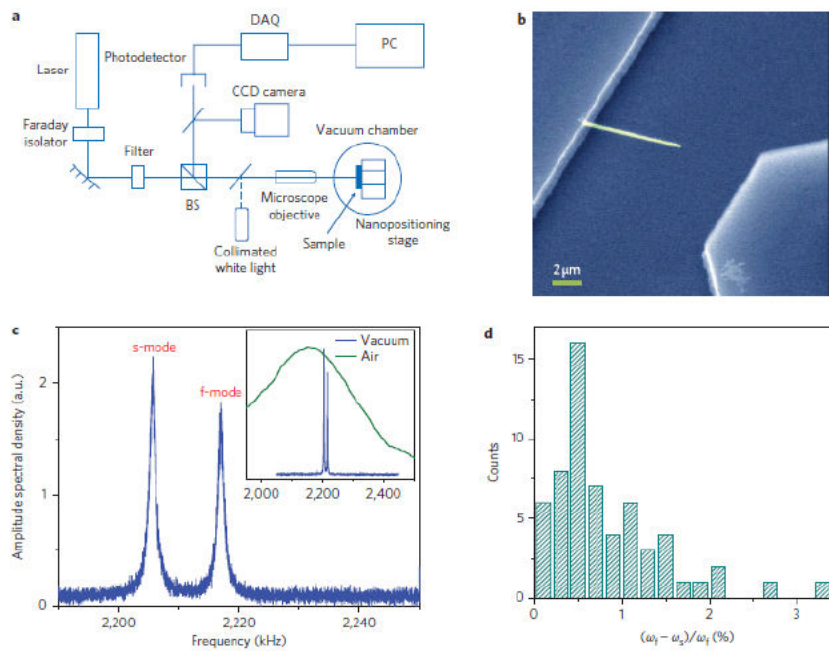 a
DAQ
PC
Photodetector
Laser
CCD camera
Faraday
isolator
Vacuum chamber
Filter
BS
Microscope
objective
Nanopositioning
stage
Sample
Collimated
white light
b
2 μm
c
s-mode
f-mode
Vacuum
Air
2,000
2,200
2,400
2
1
0
Amplitude spectral density (a.u.)
2,200
2,220
2,240
Frequency (kHz)
d
15
10
5
0
Counts
0
1
2
3
(ωf − ωs)/ωf (%)